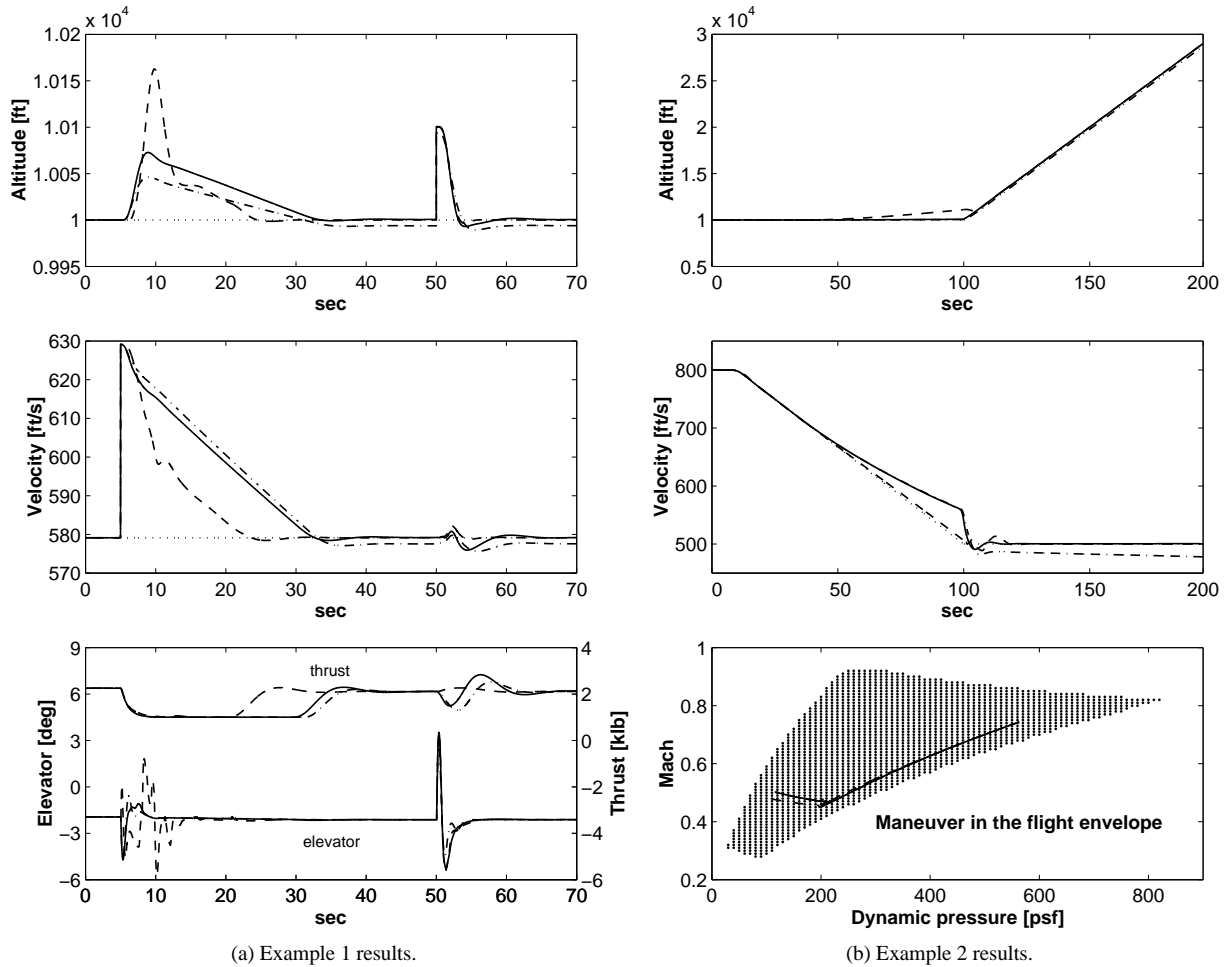 x 10^4
1.02
1.015
1.01
1.005
1
0.995
Altitude [ft]
0 10 20 30 40 50 60 70
sec
630
620
610
600
590
580
570
Velocity [ft/s]
0 10 20 30 40 50 60 70
sec
9
6
3
0
−3
−6
Elevator [deg]
thrust
elevator
4
2
0
−2
−4
−6
Thrust [klb]
0 10 20 30 40 50 60 70
sec
(a) Example 1 results.
x 10^4
3
2.5
2
1.5
1
0.5
Altitude [ft]
0 50 100 150 200
sec
800
700
600
500
Velocity [ft/s]
0 50 100 150 200
sec
1
0.8
0.6
0.4
0.2
Mach
Maneuver in the flight envelope
0 200 400 600 800
Dynamic pressure [psf]
(b) Example 2 results.